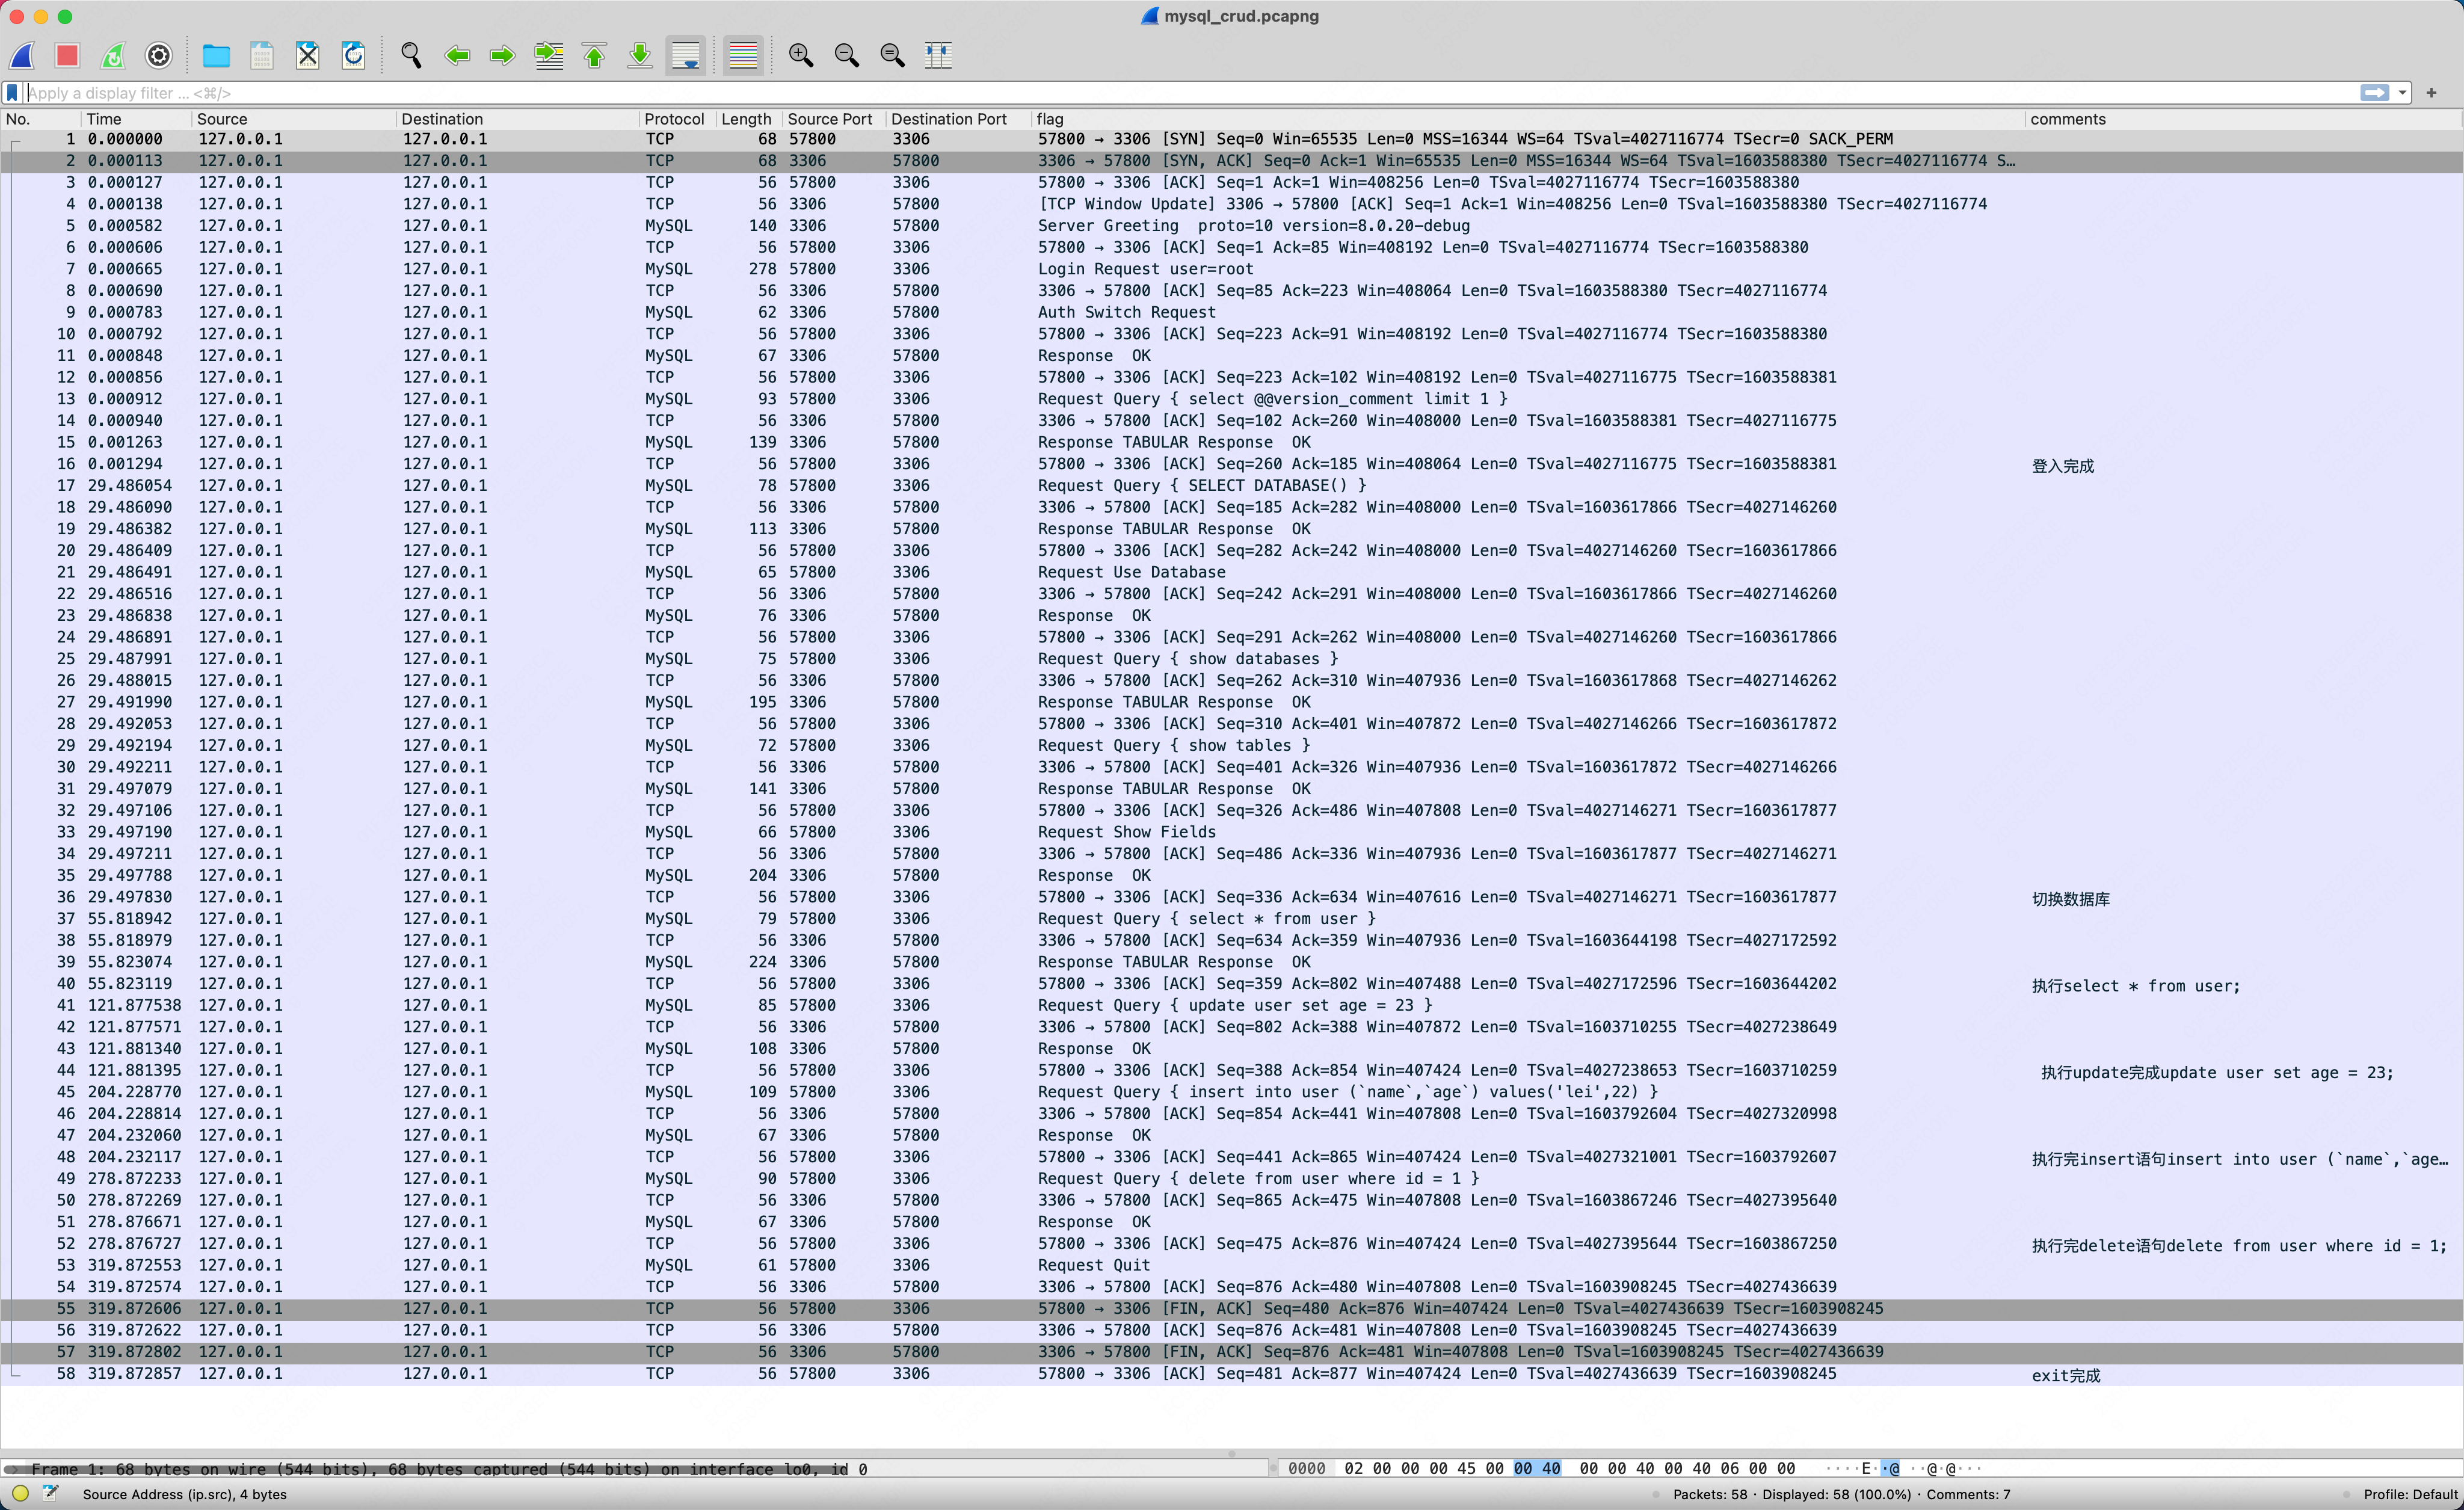 mysql_crud.pcapng
Apply a display filter … <⌘/>
No. Time Source Destination Protocol Length Source Port Destination Port flag comments
1 0.000000 127.0.0.1 127.0.0.1 TCP 68 57800 3306 57800 → 3306 [SYN] Seq=0 Win=65535 Len=0 MSS=16344 WS=64 TSval=4027116774 TSecr=0 SACK_PERM
2 0.000113 127.0.0.1 127.0.0.1 TCP 68 3306 57800 3306 → 57800 [SYN, ACK] Seq=0 Ack=1 Win=65535 Len=0 MSS=16344 WS=64 TSval=1603588380 TSecr=4027116774 S…
3 0.000127 127.0.0.1 127.0.0.1 TCP 56 57800 3306 57800 → 3306 [ACK] Seq=1 Ack=1 Win=408256 Len=0 TSval=4027116774 TSecr=1603588380
4 0.000138 127.0.0.1 127.0.0.1 TCP 56 3306 57800 [TCP Window Update] 3306 → 57800 [ACK] Seq=1 Ack=1 Win=408256 Len=0 TSval=1603588380 TSecr=4027116774
5 0.000582 127.0.0.1 127.0.0.1 MySQL 140 3306 57800 Server Greeting proto=10 version=8.0.20-debug
6 0.000606 127.0.0.1 127.0.0.1 TCP 56 57800 3306 57800 → 3306 [ACK] Seq=1 Ack=85 Win=408192 Len=0 TSval=4027116774 TSecr=1603588380
7 0.000665 127.0.0.1 127.0.0.1 MySQL 278 57800 3306 Login Request user=root
8 0.000690 127.0.0.1 127.0.0.1 TCP 56 3306 57800 3306 → 57800 [ACK] Seq=85 Ack=223 Win=408064 Len=0 TSval=1603588380 TSecr=4027116774
9 0.000783 127.0.0.1 127.0.0.1 MySQL 62 3306 57800 Auth Switch Request
10 0.000792 127.0.0.1 127.0.0.1 TCP 56 57800 3306 57800 → 3306 [ACK] Seq=223 Ack=91 Win=408192 Len=0 TSval=4027116774 TSecr=1603588380
11 0.000848 127.0.0.1 127.0.0.1 MySQL 67 3306 57800 Response OK
12 0.000856 127.0.0.1 127.0.0.1 TCP 56 57800 3306 57800 → 3306 [ACK] Seq=223 Ack=102 Win=408192 Len=0 TSval=4027116775 TSecr=1603588381
13 0.000912 127.0.0.1 127.0.0.1 MySQL 93 57800 3306 Request Query { select @@version_comment limit 1 }
14 0.000940 127.0.0.1 127.0.0.1 TCP 56 3306 57800 3306 → 57800 [ACK] Seq=102 Ack=260 Win=408000 Len=0 TSval=1603588381 TSecr=4027116775
15 0.001263 127.0.0.1 127.0.0.1 MySQL 139 3306 57800 Response TABULAR Response OK
16 0.001294 127.0.0.1 127.0.0.1 TCP 56 57800 3306 57800 → 3306 [ACK] Seq=260 Ack=185 Win=408064 Len=0 TSval=4027116775 TSecr=1603588381 登入完成
17 29.486054 127.0.0.1 127.0.0.1 MySQL 78 57800 3306 Request Query { SELECT DATABASE() }
18 29.486090 127.0.0.1 127.0.0.1 TCP 56 3306 57800 3306 → 57800 [ACK] Seq=185 Ack=282 Win=408000 Len=0 TSval=1603617866 TSecr=4027146260
19 29.486382 127.0.0.1 127.0.0.1 MySQL 113 3306 57800 Response TABULAR Response OK
20 29.486409 127.0.0.1 127.0.0.1 TCP 56 57800 3306 57800 → 3306 [ACK] Seq=282 Ack=242 Win=408000 Len=0 TSval=4027146260 TSecr=1603617866
21 29.486491 127.0.0.1 127.0.0.1 MySQL 65 57800 3306 Request Use Database
22 29.486516 127.0.0.1 127.0.0.1 TCP 56 3306 57800 3306 → 57800 [ACK] Seq=242 Ack=291 Win=408000 Len=0 TSval=1603617866 TSecr=4027146260
23 29.486838 127.0.0.1 127.0.0.1 MySQL 76 3306 57800 Response OK
24 29.486891 127.0.0.1 127.0.0.1 TCP 56 57800 3306 57800 → 3306 [ACK] Seq=291 Ack=262 Win=408000 Len=0 TSval=4027146260 TSecr=1603617866
25 29.487991 127.0.0.1 127.0.0.1 MySQL 75 57800 3306 Request Query { show databases }
26 29.488015 127.0.0.1 127.0.0.1 TCP 56 3306 57800 3306 → 57800 [ACK] Seq=262 Ack=310 Win=407936 Len=0 TSval=1603617868 TSecr=4027146262
27 29.491990 127.0.0.1 127.0.0.1 MySQL 195 3306 57800 Response TABULAR Response OK
28 29.492053 127.0.0.1 127.0.0.1 TCP 56 57800 3306 57800 → 3306 [ACK] Seq=310 Ack=401 Win=407872 Len=0 TSval=4027146266 TSecr=1603617872
29 29.492194 127.0.0.1 127.0.0.1 MySQL 72 57800 3306 Request Query { show tables }
30 29.492211 127.0.0.1 127.0.0.1 TCP 56 3306 57800 3306 → 57800 [ACK] Seq=401 Ack=326 Win=407936 Len=0 TSval=1603617872 TSecr=4027146266
31 29.497079 127.0.0.1 127.0.0.1 MySQL 141 3306 57800 Response TABULAR Response OK
32 29.497106 127.0.0.1 127.0.0.1 TCP 56 57800 3306 57800 → 3306 [ACK] Seq=326 Ack=486 Win=407808 Len=0 TSval=4027146271 TSecr=1603617877
33 29.497190 127.0.0.1 127.0.0.1 MySQL 66 57800 3306 Request Show Fields
34 29.497211 127.0.0.1 127.0.0.1 TCP 56 3306 57800 3306 → 57800 [ACK] Seq=486 Ack=336 Win=407936 Len=0 TSval=1603617877 TSecr=4027146271
35 29.497788 127.0.0.1 127.0.0.1 MySQL 204 3306 57800 Response OK
36 29.497830 127.0.0.1 127.0.0.1 TCP 56 57800 3306 57800 → 3306 [ACK] Seq=336 Ack=634 Win=407616 Len=0 TSval=4027146271 TSecr=1603617877 切换数据库
37 55.818942 127.0.0.1 127.0.0.1 MySQL 79 57800 3306 Request Query { select * from user }
38 55.818979 127.0.0.1 127.0.0.1 TCP 56 3306 57800 3306 → 57800 [ACK] Seq=634 Ack=359 Win=407936 Len=0 TSval=1603644198 TSecr=4027172592
39 55.823074 127.0.0.1 127.0.0.1 MySQL 224 3306 57800 Response TABULAR Response OK
40 55.823119 127.0.0.1 127.0.0.1 TCP 56 57800 3306 57800 → 3306 [ACK] Seq=359 Ack=802 Win=407488 Len=0 TSval=4027172596 TSecr=1603644202 执行select * from user;
41 121.877538 127.0.0.1 127.0.0.1 MySQL 85 57800 3306 Request Query { update user set age = 23 }
42 121.877571 127.0.0.1 127.0.0.1 TCP 56 3306 57800 3306 → 57800 [ACK] Seq=802 Ack=388 Win=407872 Len=0 TSval=1603710255 TSecr=4027238649
43 121.881340 127.0.0.1 127.0.0.1 MySQL 108 3306 57800 Response OK
44 121.881395 127.0.0.1 127.0.0.1 TCP 56 57800 3306 57800 → 3306 [ACK] Seq=388 Ack=854 Win=407424 Len=0 TSval=4027238653 TSecr=1603710259 执行update完成update user set age = 23;
45 204.228770 127.0.0.1 127.0.0.1 MySQL 109 57800 3306 Request Query { insert into user (`name`,`age`) values('lei',22) }
46 204.228814 127.0.0.1 127.0.0.1 TCP 56 3306 57800 3306 → 57800 [ACK] Seq=854 Ack=441 Win=407808 Len=0 TSval=1603792604 TSecr=4027320998
47 204.232060 127.0.0.1 127.0.0.1 MySQL 67 3306 57800 Response OK
48 204.232117 127.0.0.1 127.0.0.1 TCP 56 57800 3306 57800 → 3306 [ACK] Seq=441 Ack=865 Win=407424 Len=0 TSval=4027321001 TSecr=1603792607 执行完insert语句insert into user (`name`,`age…
49 278.872233 127.0.0.1 127.0.0.1 MySQL 90 57800 3306 Request Query { delete from user where id = 1 }
50 278.872269 127.0.0.1 127.0.0.1 TCP 56 3306 57800 3306 → 57800 [ACK] Seq=865 Ack=475 Win=407808 Len=0 TSval=1603867246 TSecr=4027395640
51 278.876671 127.0.0.1 127.0.0.1 MySQL 67 3306 57800 Response OK
52 278.876727 127.0.0.1 127.0.0.1 TCP 56 57800 3306 57800 → 3306 [ACK] Seq=475 Ack=876 Win=407424 Len=0 TSval=4027395644 TSecr=1603867250 执行完delete语句delete from user where id = 1;
53 319.872553 127.0.0.1 127.0.0.1 MySQL 61 57800 3306 Request Quit
54 319.872574 127.0.0.1 127.0.0.1 TCP 56 3306 57800 3306 → 57800 [ACK] Seq=876 Ack=480 Win=407808 Len=0 TSval=1603908245 TSecr=4027436639
55 319.872606 127.0.0.1 127.0.0.1 TCP 56 57800 3306 57800 → 3306 [FIN, ACK] Seq=480 Ack=876 Win=407424 Len=0 TSval=4027436639 TSecr=1603908245
56 319.872622 127.0.0.1 127.0.0.1 TCP 56 3306 57800 3306 → 57800 [ACK] Seq=876 Ack=481 Win=407808 Len=0 TSval=1603908245 TSecr=4027436639
57 319.872802 127.0.0.1 127.0.0.1 TCP 56 3306 57800 3306 → 57800 [FIN, ACK] Seq=876 Ack=481 Win=407808 Len=0 TSval=1603908245 TSecr=4027436639
58 319.872857 127.0.0.1 127.0.0.1 TCP 56 57800 3306 57800 → 3306 [ACK] Seq=481 Ack=877 Win=407424 Len=0 TSval=4027436639 TSecr=1603908245 exit完成
Frame 1: 68 bytes on wire (544 bits), 68 bytes captured (544 bits) on interface lo0, id 0
0000 02 00 00 00 45 00 00 40 00 00 40 00 40 06 00 00 ····E··@ ··@·@···
Source Address (ip.src), 4 bytes
Packets: 58 · Displayed: 58 (100.0%) · Comments: 7
Profile: Default